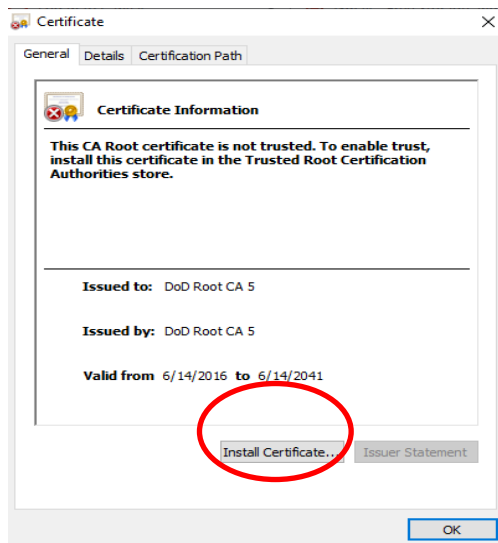 Certificate
General Details Certification Path
Certificate Information
This CA Root certificate is not trusted. To enable trust,
install this certificate in the Trusted Root Certification
Authorities store.
Issued to: DoD Root CA 5
Issued by: DoD Root CA 5
Valid from 6/14/2016 to 6/14/2041
Install Certificate... Issuer Statement
OK